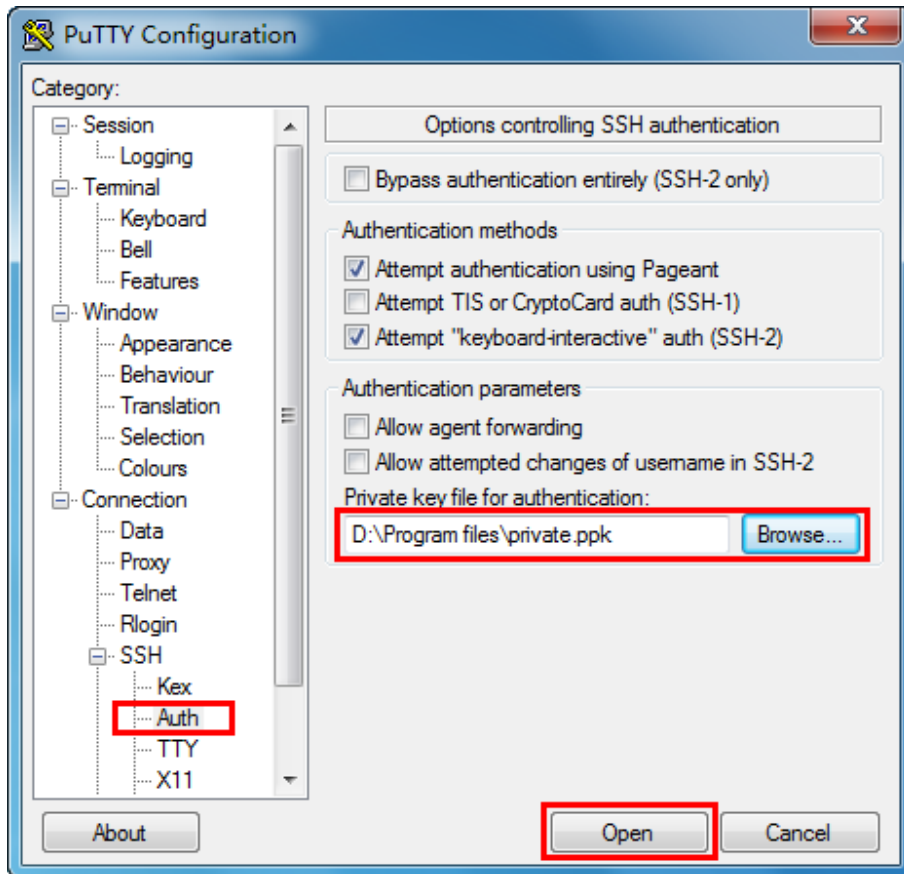 PuTTY Configuration
Category:
Session
Logging
Terminal
Keyboard
Bell
Features
Window
Appearance
Behaviour
Translation
Selection
Colours
Connection
Data
Proxy
Telnet
Rlogin
SSH
Kex
Auth
TTY
X11
Options controlling SSH authentication
Bypass authentication entirely (SSH-2 only)
Authentication methods
Attempt authentication using Pageant
Attempt TIS or CryptoCard auth (SSH-1)
Attempt "keyboard-interactive" auth (SSH-2)
Authentication parameters
Allow agent forwarding
Allow attempted changes of username in SSH-2
Private key file for authentication:
D:\Program files\private.ppk
Browse...
About
Open
Cancel